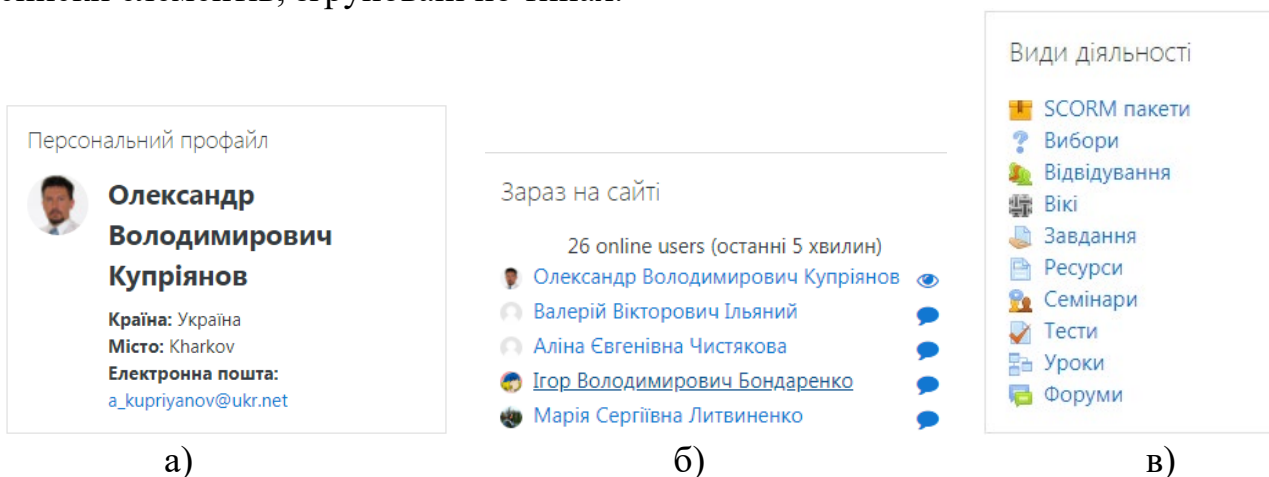 Персональний профайл
Олександр
Володимирович
Купріянов
Країна: Україна
Місто: Kharkov
Електронна пошта:
a_kupriyanov@ukr.net
а)
Зараз на сайті
26 online users (останні 5 хвилин)
Олександр Володимирович Купріянов
Валерій Вікторович Ільяний
Аліна Євгенівна Чистякова
Ігор Володимирович Бондаренко
Марія Сергіївна Литвиненко
б)
Види діяльності
SCORM пакети
Вибори
Відвідування
Вікі
Завдання
Ресурси
Семінари
Тести
Уроки
Форуми
в)